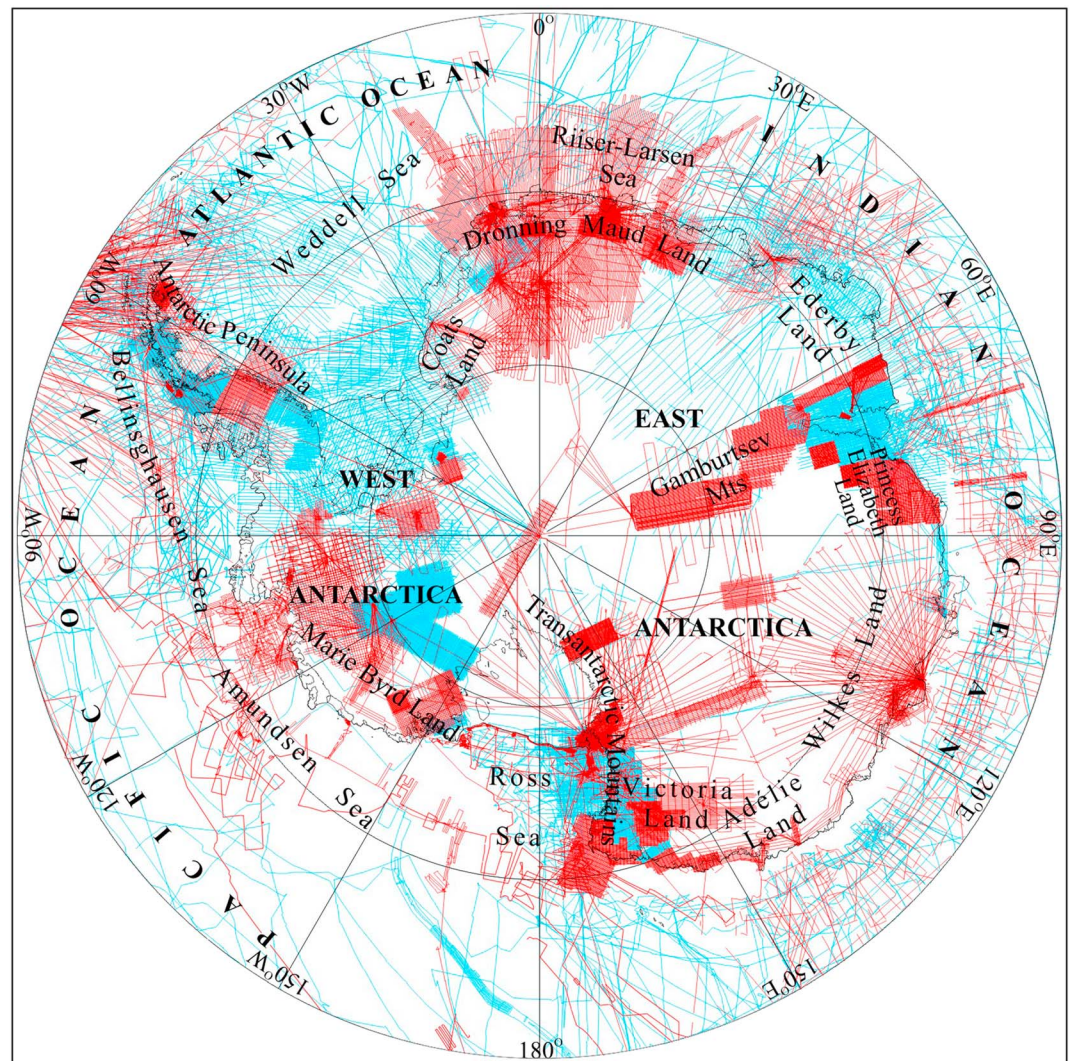 0°
30°E
60°E
90°E
120°E
150°E
180°
150°W
120°W
90°W
60°W
30°W
ATLANTIC OCEAN
INDIAN OCEAN
PACIFIC OCEAN
Weddell Sea
Riiser-Larsen
Sea
Dronning Maud Land
Ederby
Land
Coats
Land
Antarctic Peninsula
Bellinsghausen Sea
EAST
WEST
Gamburtsev
Mts
Princess
Elizabeth
Land
ANTARCTICA
ANTARCTICA
Transantarctic Mountains
Wilkes Land
Marie Byrd Land
Amundsen
Sea
Ross
Sea
Victoria
Land
Adélie
Land